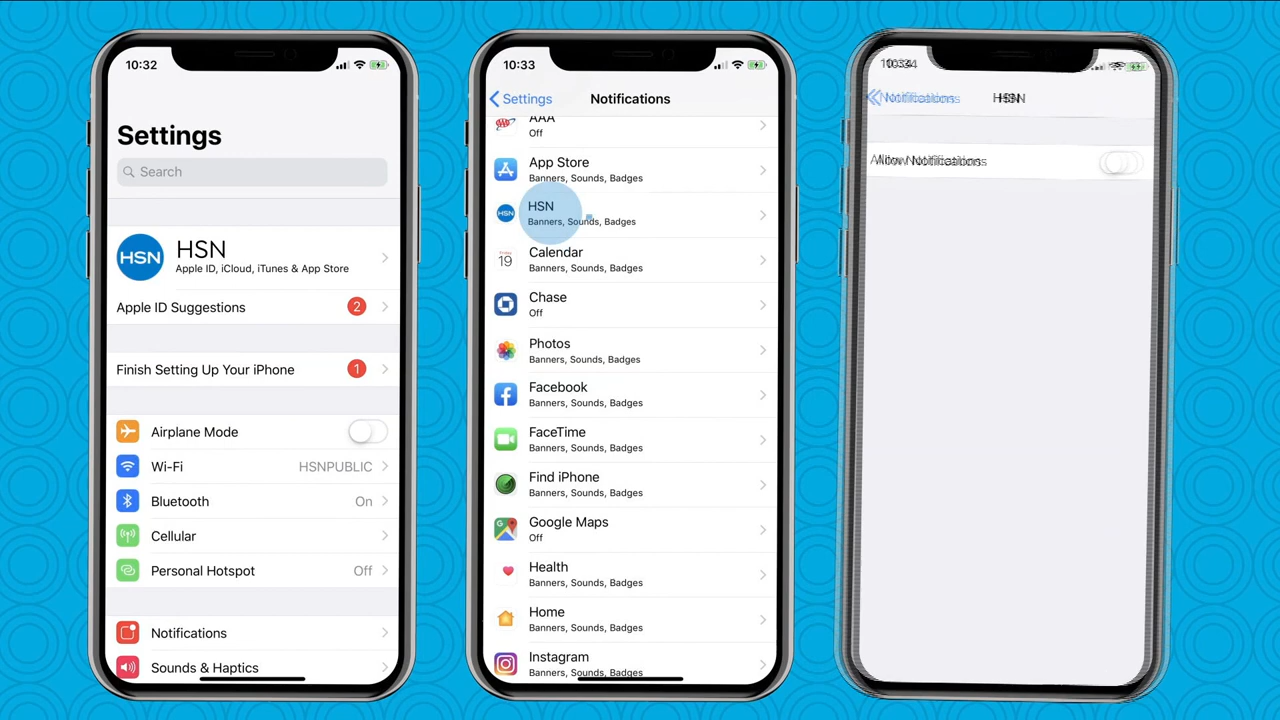 10:32
Settings
Search
HSN
HSN
Apple ID, iCloud, iTunes & App Store
Apple ID Suggestions
2
Finish Setting Up Your iPhone
1
Airplane Mode
Wi-Fi
HSNPUBLIC
Bluetooth
On
Cellular
Personal Hotspot
Off
Notifications
Sounds & Haptics
10:33
Settings
Notifications
AAA
Off
App Store
Banners, Sounds, Badges
HSN
HSN
Banners, Sounds, Badges
19
Calendar
Banners, Sounds, Badges
Chase
Off
Photos
Banners, Sounds, Badges
Facebook
Banners, Sounds, Badges
FaceTime
Banners, Sounds, Badges
Find iPhone
Banners, Sounds, Badges
Google Maps
Off
Health
Banners, Sounds, Badges
Home
Banners, Sounds, Badges
Instagram
Banners, Sounds, Badges
Notifications
HSN
Allow Notifications